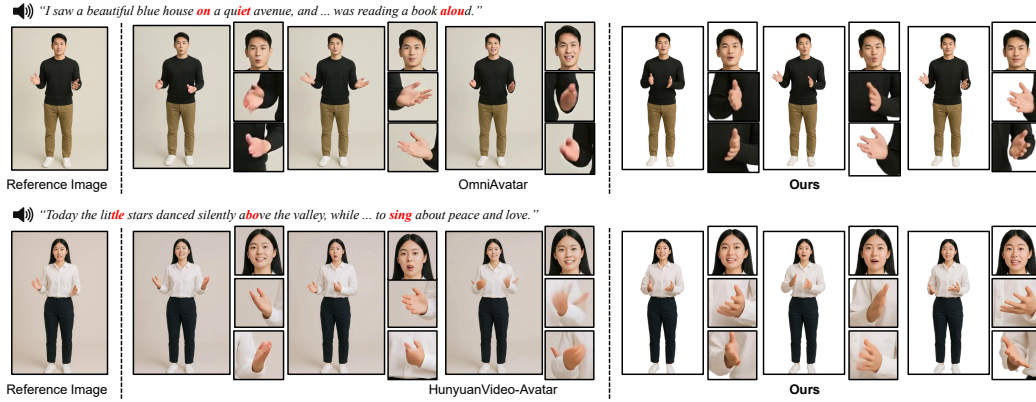 “I saw a beautiful blue house on a quiet avenue, and ... was reading a book aloud.”
Reference Image
OmniAvatar
Ours
“Today the little stars danced silently above the valley, while ... to sing about peace and love.”
Reference Image
HunyuanVideo-Avatar
Ours